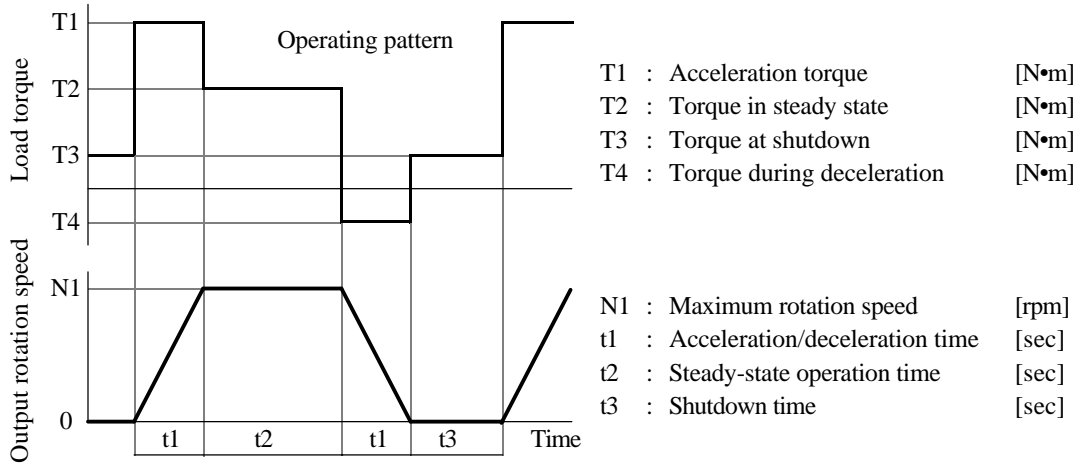 Operating pattern
Load torque
T1
T2
T3
T4
Output rotation speed
N1
0
t1 t2 t1 t3 Time
T1 : Acceleration torque [N•m]
T2 : Torque in steady state [N•m]
T3 : Torque at shutdown [N•m]
T4 : Torque during deceleration [N•m]
N1 : Maximum rotation speed [rpm]
t1 : Acceleration/deceleration time [sec]
t2 : Steady-state operation time [sec]
t3 : Shutdown time [sec]